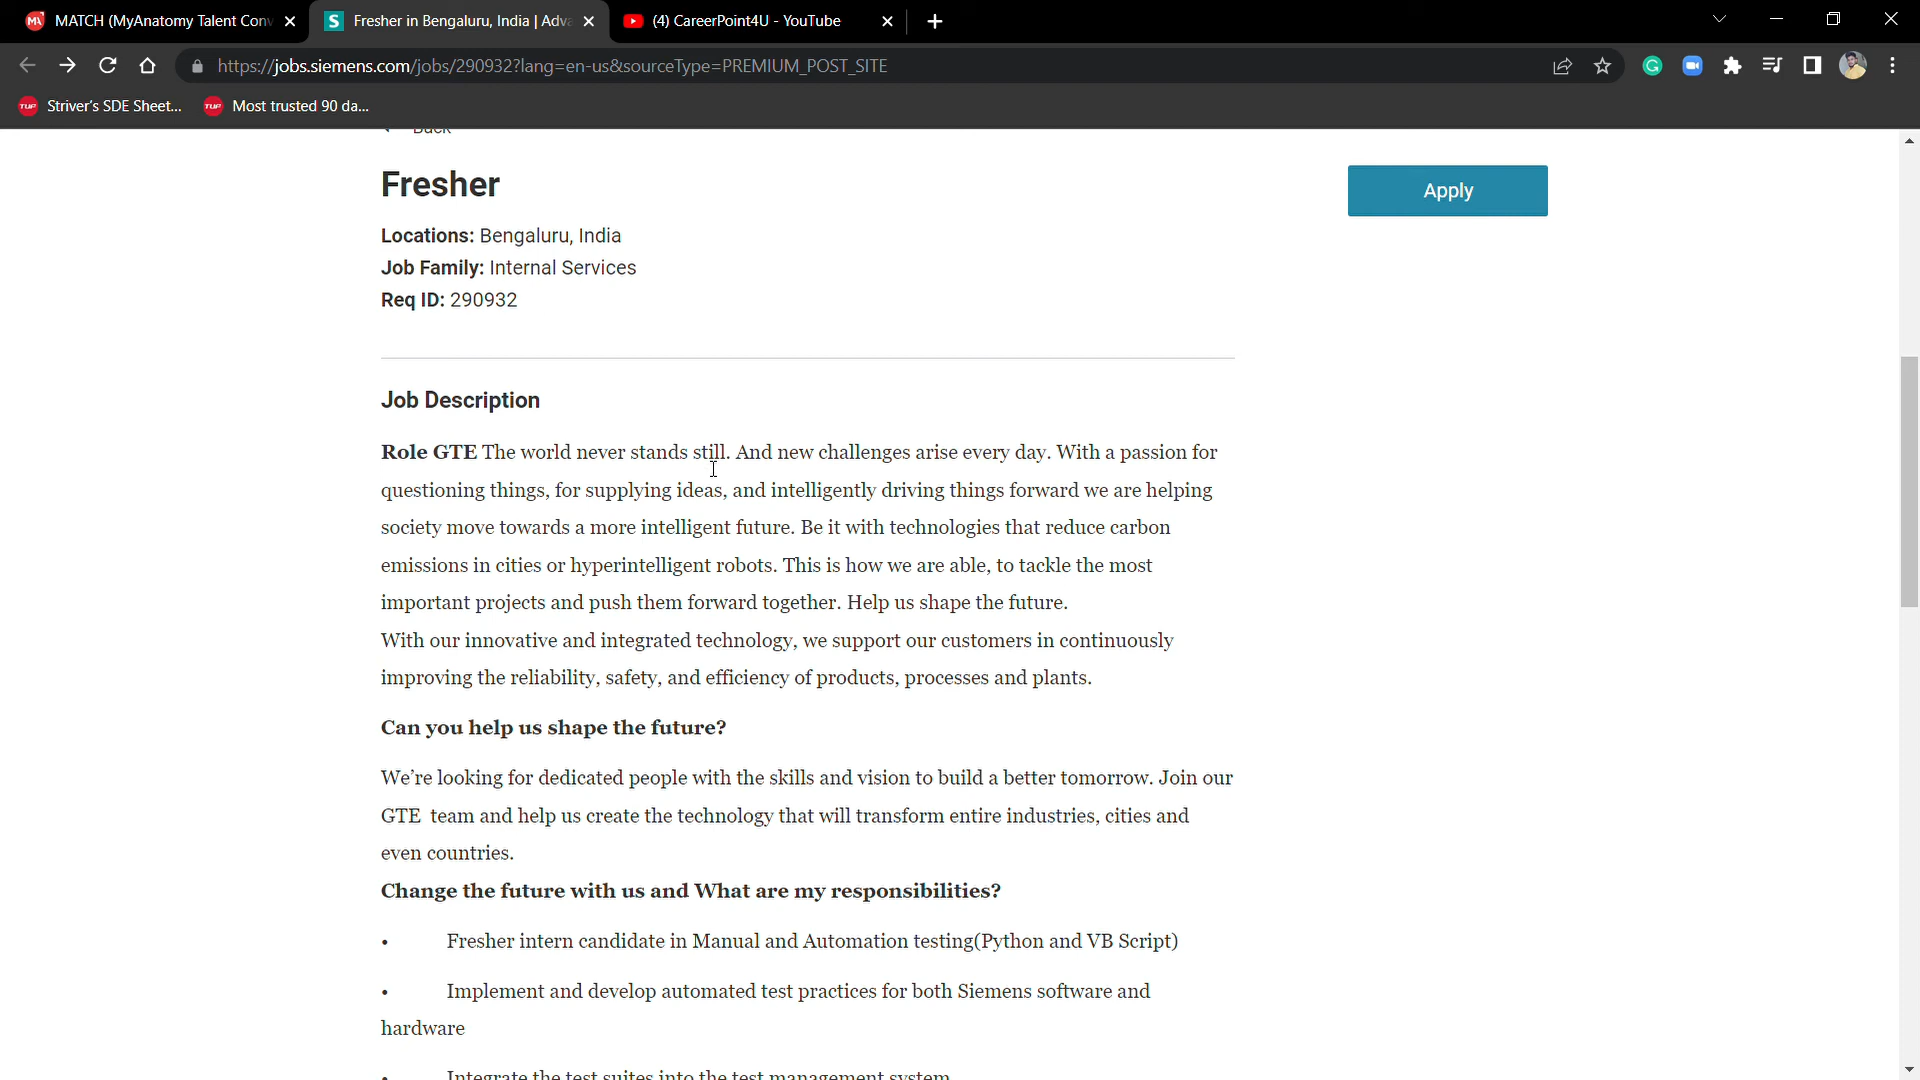 MATCH (MyAnatomy Talent Con
Fresher in Bengaluru, India | Adva
(4) CareerPoint4U - YouTube
https://jobs.siemens.com/jobs/290932?lang=en-us&sourceType=PREMIUM_POST_SITE
Striver's SDE Sheet...
Most trusted 90 da...
Back
Fresher
Apply
Locations: Bengaluru, India
Job Family: Internal Services
Req ID: 290932
Job Description
Role GTE The world never stands still. And new challenges arise every day. With a passion for
questioning things, for supplying ideas, and intelligently driving things forward we are helping
society move towards a more intelligent future. Be it with technologies that reduce carbon
emissions in cities or hyperintelligent robots. This is how we are able, to tackle the most
important projects and push them forward together. Help us shape the future.
With our innovative and integrated technology, we support our customers in continuously
improving the reliability, safety, and efficiency of products, processes and plants.
Can you help us shape the future?
We're looking for dedicated people with the skills and vision to build a better tomorrow. Join our
GTE team and help us create the technology that will transform entire industries, cities and
even countries.
Change the future with us and What are my responsibilities?
• Fresher intern candidate in Manual and Automation testing(Python and VB Script)
• Implement and develop automated test practices for both Siemens software and
hardware
• Integrate the test suites into the test management system